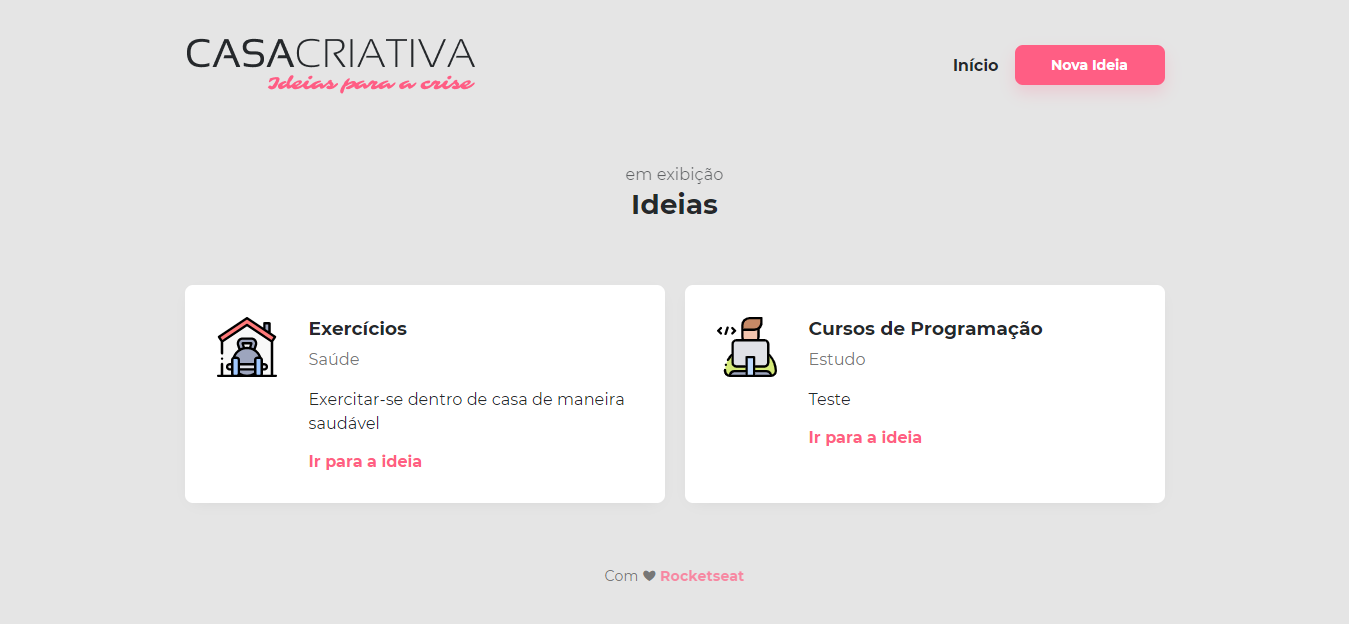 CASACRIATIVA
Ideias para a crise
Início
Nova Ideia
em exibição
Ideias
Exercícios
Saúde
Exercitar-se dentro de casa de maneira
saudável
Ir para a ideia
Cursos de Programação
Estudo
Teste
Ir para a ideia
Com ♥ Rocketseat